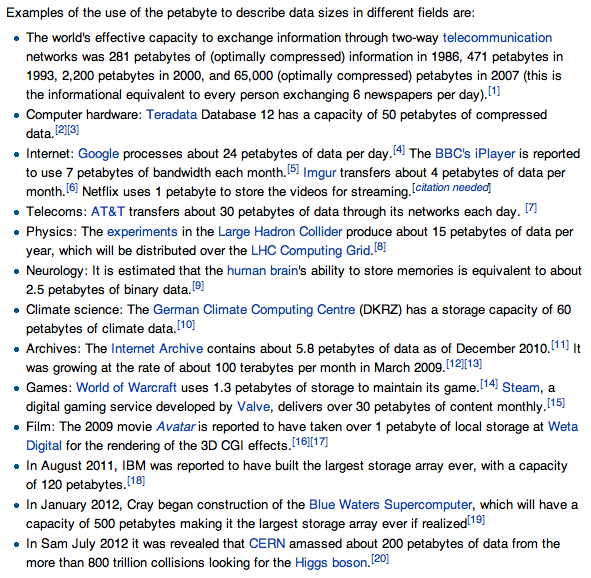 Examples of the use of the petabyte to describe data sizes in different fields are:
• The world's effective capacity to exchange information through two-way telecommunication
networks was 281 petabytes of (optimally compressed) information in 1986, 471 petabytes in
1993, 2,200 petabytes in 2000, and 65,000 (optimally compressed) petabytes in 2007 (this is
the informational equivalent to every person exchanging 6 newspapers per day).[1]
• Computer hardware: Teradata Database 12 has a capacity of 50 petabytes of compressed
data.[2][3]
• Internet: Google processes about 24 petabytes of data per day.[4] The BBC's iPlayer is reported
to use 7 petabytes of bandwidth each month.[5] Imgur transfers about 4 petabytes of data per
month.[6] Netflix uses 1 petabyte to store the videos for streaming.[citation needed]
• Telecoms: AT&T transfers about 30 petabytes of data through its networks each day. [7]
• Physics: The experiments in the Large Hadron Collider produce about 15 petabytes of data per
year, which will be distributed over the LHC Computing Grid.[8]
• Neurology: It is estimated that the human brain's ability to store memories is equivalent to about
2.5 petabytes of binary data.[9]
• Climate science: The German Climate Computing Centre (DKRZ) has a storage capacity of 60
petabytes of climate data.[10]
• Archives: The Internet Archive contains about 5.8 petabytes of data as of December 2010.[11] It
was growing at the rate of about 100 terabytes per month in March 2009.[12][13]
• Games: World of Warcraft uses 1.3 petabytes of storage to maintain its game.[14] Steam, a
digital gaming service developed by Valve, delivers over 30 petabytes of content monthly.[15]
• Film: The 2009 movie Avatar is reported to have taken over 1 petabyte of local storage at Weta
Digital for the rendering of the 3D CGI effects.[16][17]
• In August 2011, IBM was reported to have built the largest storage array ever, with a capacity
of 120 petabytes.[18]
• In January 2012, Cray began construction of the Blue Waters Supercomputer, which will have a
capacity of 500 petabytes making it the largest storage array ever if realized[19]
• In Sam July 2012 it was revealed that CERN amassed about 200 petabytes of data from the
more than 800 trillion collisions looking for the Higgs boson.[20]